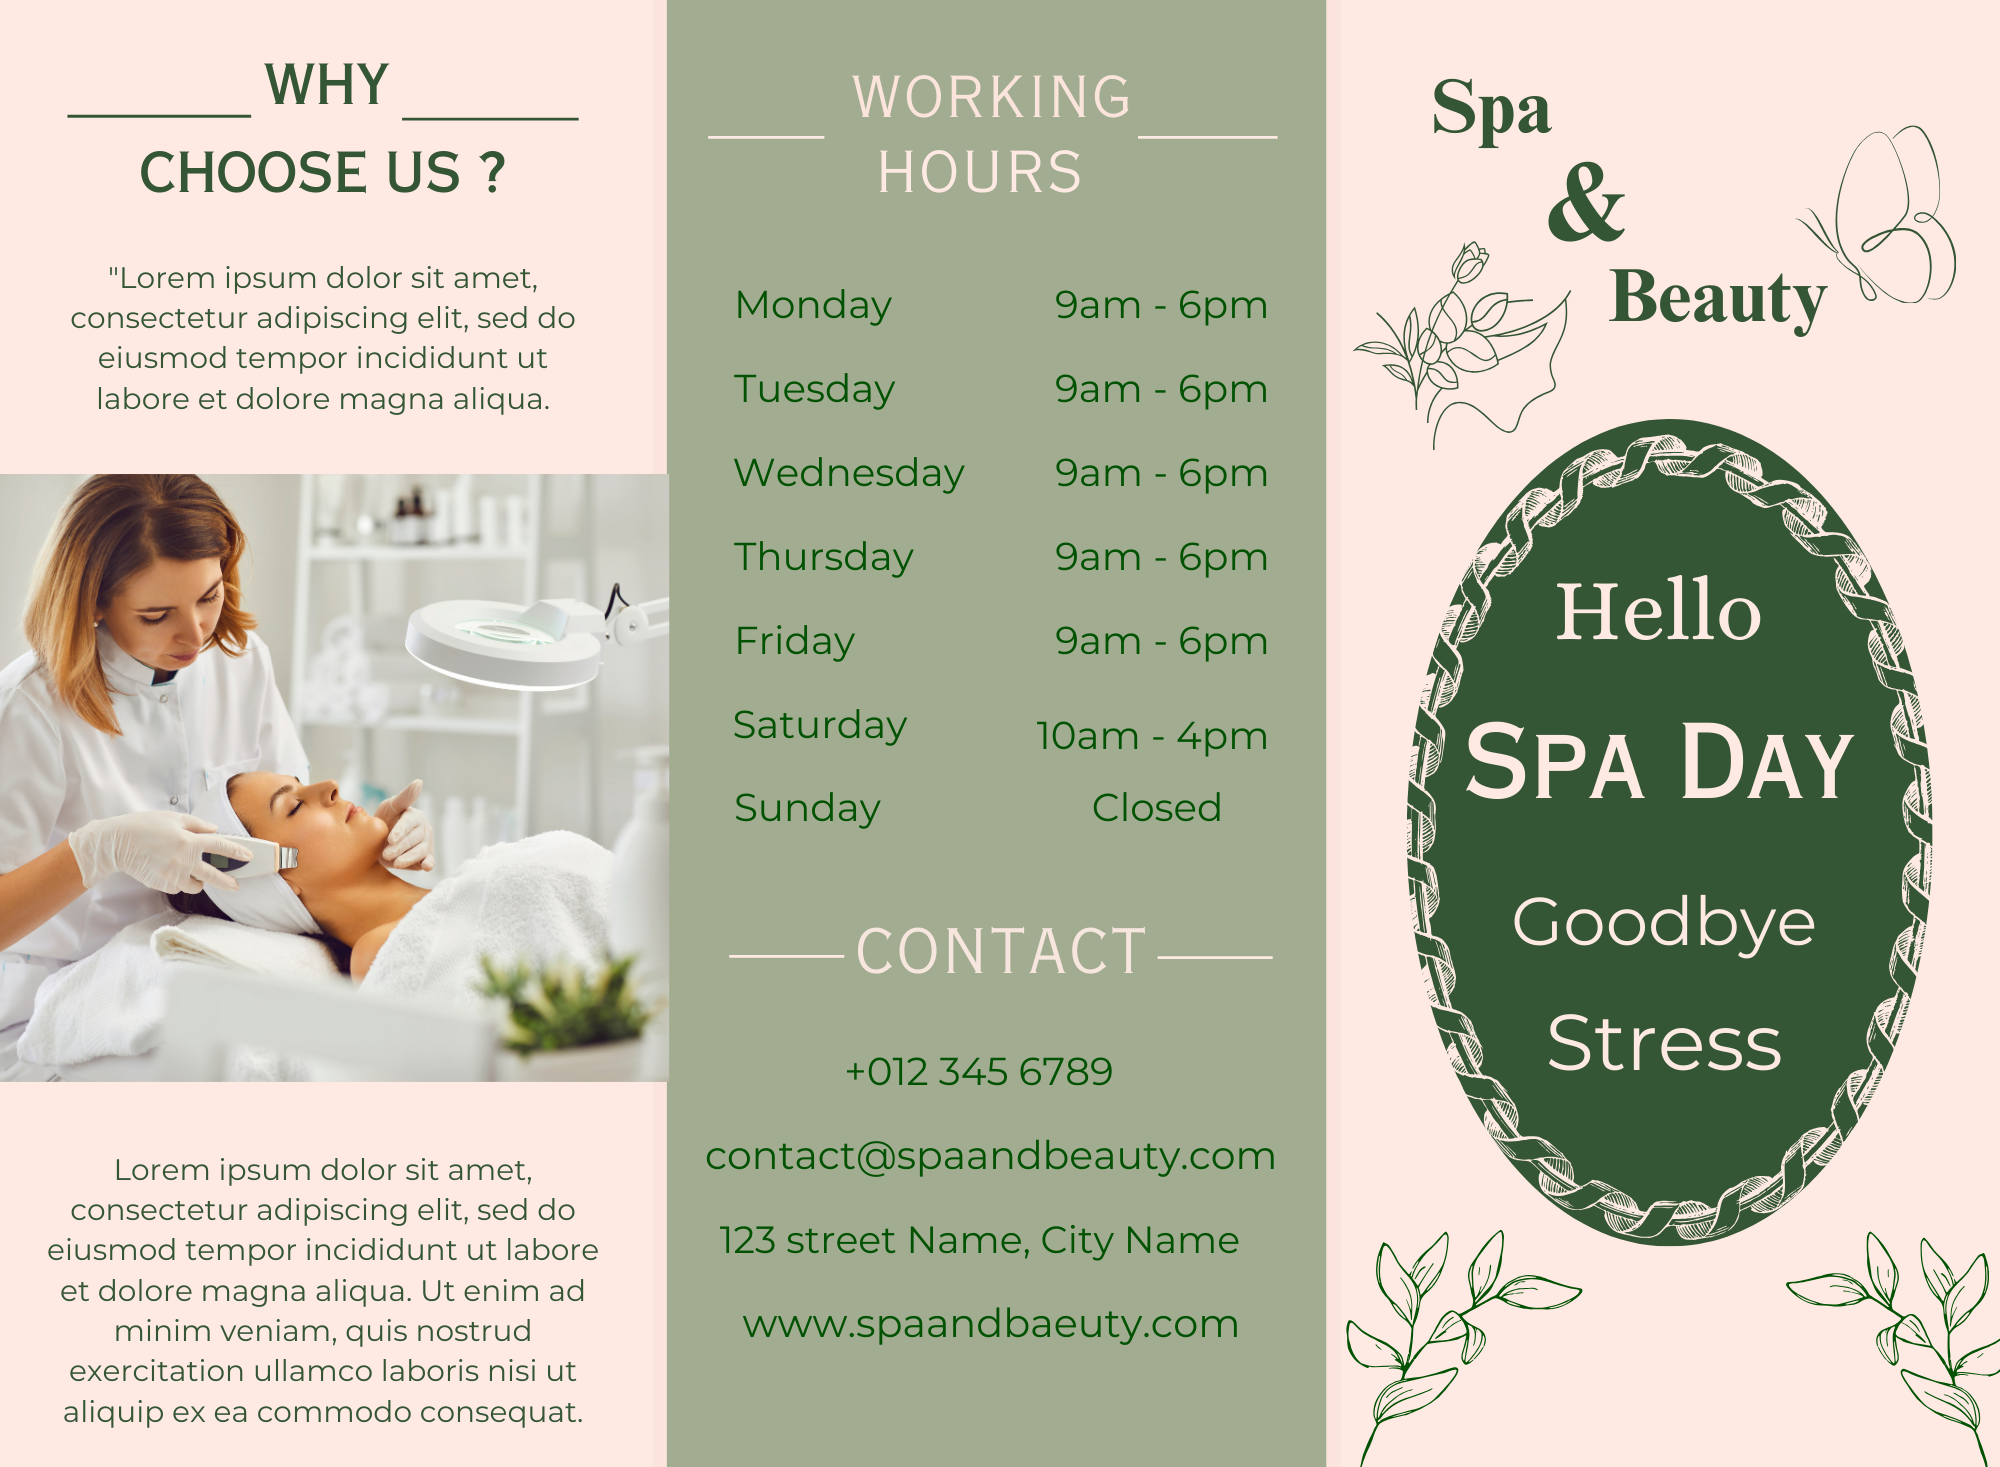 WHY
CHOOSE US ?
"Lorem ipsum dolor sit amet,
consectetur adipiscing elit, sed do
eiusmod tempor incididunt ut
labore et dolore magna aliqua.
Lorem ipsum dolor sit amet,
consectetur adipiscing elit, sed do
eiusmod tempor incididunt ut labore
et dolore magna aliqua. Ut enim ad
minim veniam, quis nostrud
exercitation ullamco laboris nisi ut
aliquip ex ea commodo consequat.
WORKING
HOURS
Monday 9am - 6pm
Tuesday 9am - 6pm
Wednesday 9am - 6pm
Thursday 9am - 6pm
Friday 9am - 6pm
Saturday 10am - 4pm
Sunday Closed
CONTACT
+012 345 6789
contact@spaandbeauty.com
123 street Name, City Name
www.spaandbaeuty.com
Spa
&
Beauty
Hello
SPA DAY
Goodbye
Stress